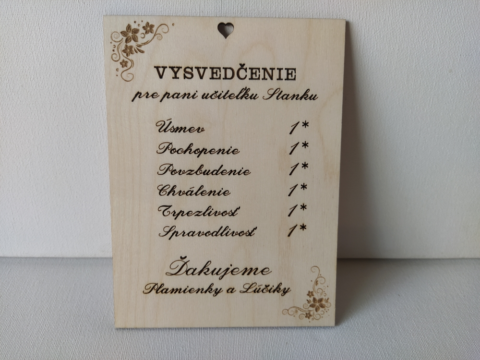 VYSVEDČENIE
pre pani učiteľku Stanku
Úsmev 1*
Pochopenie 1*
Povzbudenie 1*
Chválenie 1*
Trpezlivosť 1*
Spravodlivosť 1*
Ďakujeme
Plamienky a Lúčiky